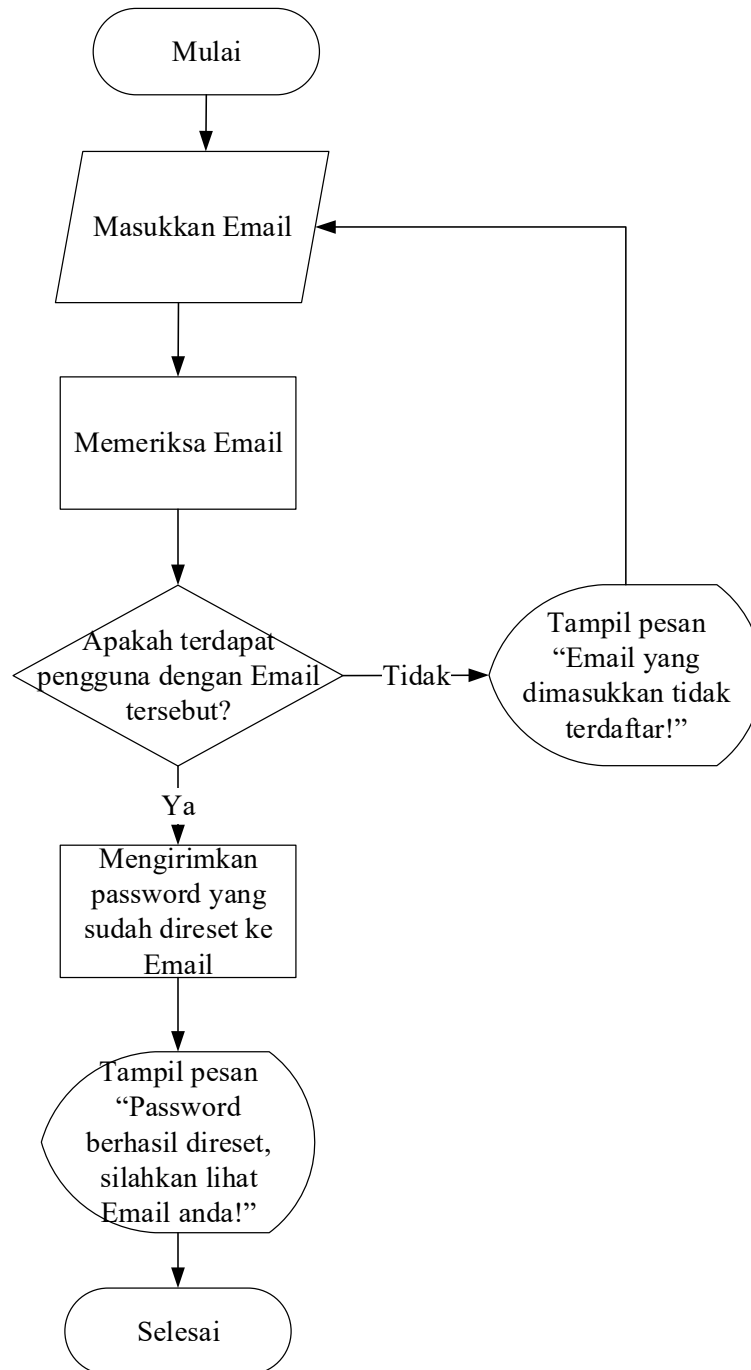 Mulai
Masukkan Email
Memeriksa Email
Apakah terdapat
pengguna dengan Email
tersebut?
Tidak
Tampil pesan
“Email yang
dimasukkan tidak
terdaftar!”
Ya
Mengirimkan
password yang
sudah direset ke
Email
Tampil pesan
“Password
berhasil direset,
silahkan lihat
Email anda!”
Selesai